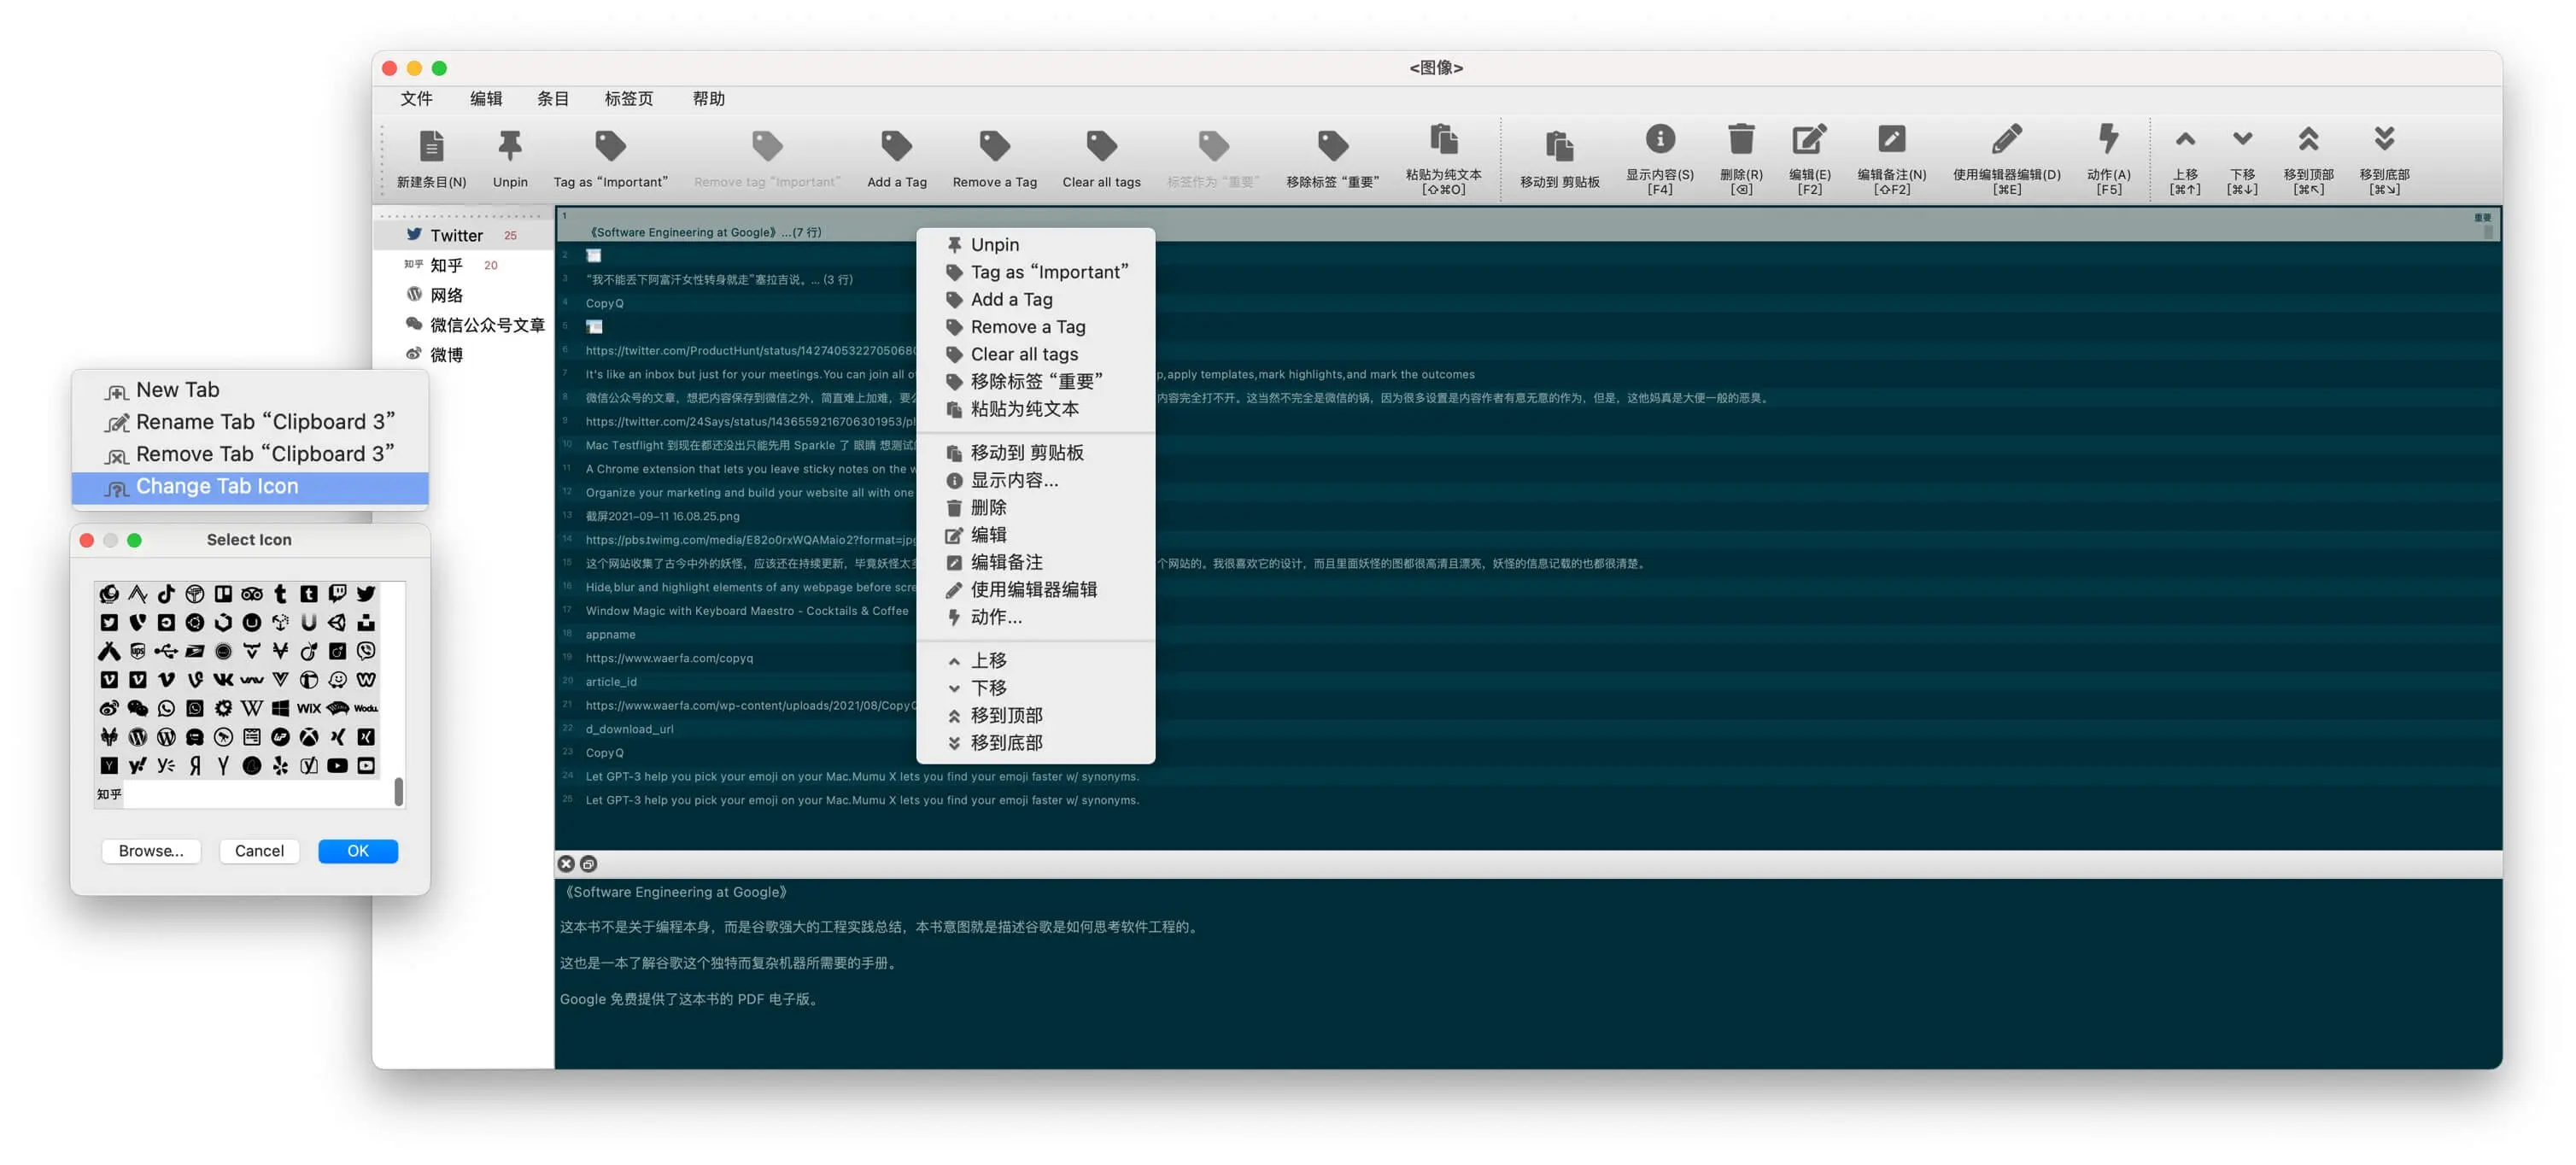 <图像>
文件 编辑 条目 标签页 帮助
新建条目(N)
Unpin
Tag as “Important”
Remove tag “Important”
Add a Tag
Remove a Tag
Clear all tags
标签作为 “重要”
移除标签 “重要”
粘贴为纯文本
[⇧⌘O]
移动到 剪贴板
显示内容(S)
[F4]
删除(R)
[⌫]
编辑(E)
[F2]
编辑备注(N)
[⇧F2]
使用编辑器编辑(D)
[⌘E]
动作(A)
[F5]
上移
[⌘↑]
下移
[⌘↓]
移到顶部
[⌘↖]
移到底部
[⌘↘]
Twitter 25
知乎 知乎 20
网络
微信公众号文章
微博
New Tab
Rename Tab “Clipboard 3”
Remove Tab “Clipboard 3”
Change Tab Icon
Select Icon
WIX
Wodu.
知乎
Browse...
Cancel
OK
1
重要
《Software Engineering at Google》...(7 行)
2
3 “我不能丢下阿富汗女性转身就走”塞拉吉说。... (3 行)
4 CopyQ
5
6 https://twitter.com/ProductHunt/status/1427405322705068
7 It's like an inbox but just for your meetings.You can join all o p,apply templates,mark highlights,and mark the outcomes
8 微信公众号的文章，想把内容保存到微信之外，简直难上加难，要么 内容完全打不开。这当然不完全是微信的锅，因为很多设置是内容作者有意无意的作为，但是，这他妈真是大便一般的恶臭。
9 https://twitter.com/24Says/status/1436559216706301953/p
10 Mac Testflight 到现在都还没出只能先用 Sparkle 了 眼睛 想测试
11 A Chrome extension that lets you leave sticky notes on the w
12 Organize your marketing and build your website all with one
13 截屏2021-09-11 16.08.25.png
14 https://pbs.twimg.com/media/E82o0rxWQAMaio2?format=jpg
15 这个网站收集了古今中外的妖怪，应该还在持续更新，毕竟妖怪太多 个网站的。我很喜欢它的设计，而且里面妖怪的图都很高清且漂亮，妖怪的信息记载的也都很清楚。
16 Hide,blur and highlight elements of any webpage before scre
17 Window Magic with Keyboard Maestro - Cocktails & Coffee
18 appname
19 https://www.waerfa.com/copyq
20 article_id
21 https://www.waerfa.com/wp-content/uploads/2021/08/CopyQ
22 d_download_url
23 CopyQ
24 Let GPT-3 help you pick your emoji on your Mac.Mumu X lets you find your emoji faster w/ synonyms.
25 Let GPT-3 help you pick your emoji on your Mac.Mumu X lets you find your emoji faster w/ synonyms.
Unpin
Tag as “Important”
Add a Tag
Remove a Tag
Clear all tags
移除标签 “重要”
粘贴为纯文本
移动到 剪贴板
显示内容...
删除
编辑
编辑备注
使用编辑器编辑
动作...
上移
下移
移到顶部
移到底部
《Software Engineering at Google》
这本书不是关于编程本身，而是谷歌强大的工程实践总结，本书意图就是描述谷歌是如何思考软件工程的。
这也是一本了解谷歌这个独特而复杂机器所需要的手册。
Google 免费提供了这本书的 PDF 电子版。